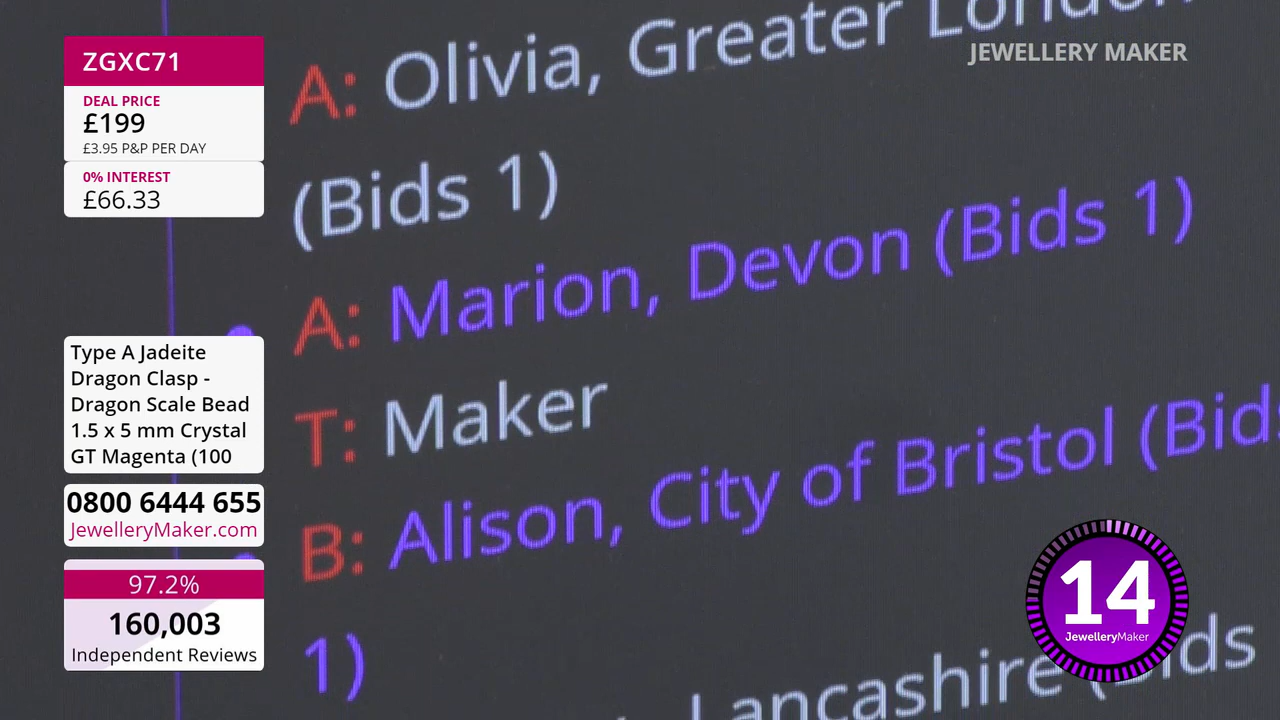 ZGXC71
DEAL PRICE
£199
£3.95 P&P PER DAY
0% INTEREST
£66.33
Type A Jadeite
Dragon Clasp -
Dragon Scale Bead
1.5 x 5 mm Crystal
GT Magenta (100
0800 6444 655
JewelleryMaker.com
97.2%
160,003
Independent Reviews
JEWELLERY MAKER
A: Olivia, Greater London
(Bids 1)
A: Marion, Devon (Bids 1)
T: Maker
B: Alison, City of Bristol (Bids
1)
Lancashire (Bids
14
JewelleryMaker